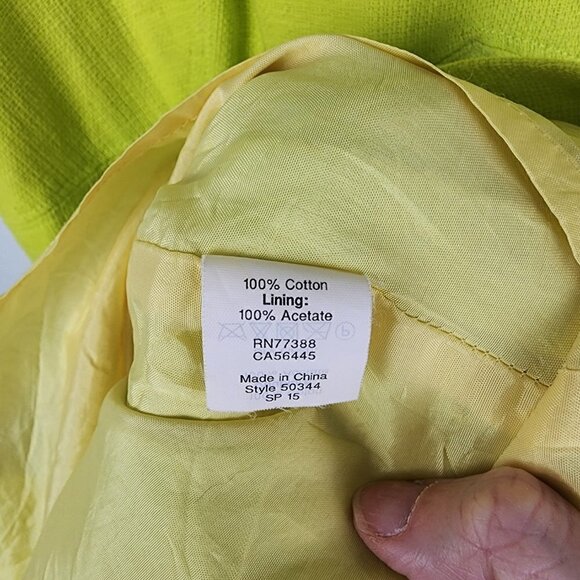 100% Cotton
Lining:
100% Acetate
RN77388
CA56445
Made in China
Style 50344
SP 15